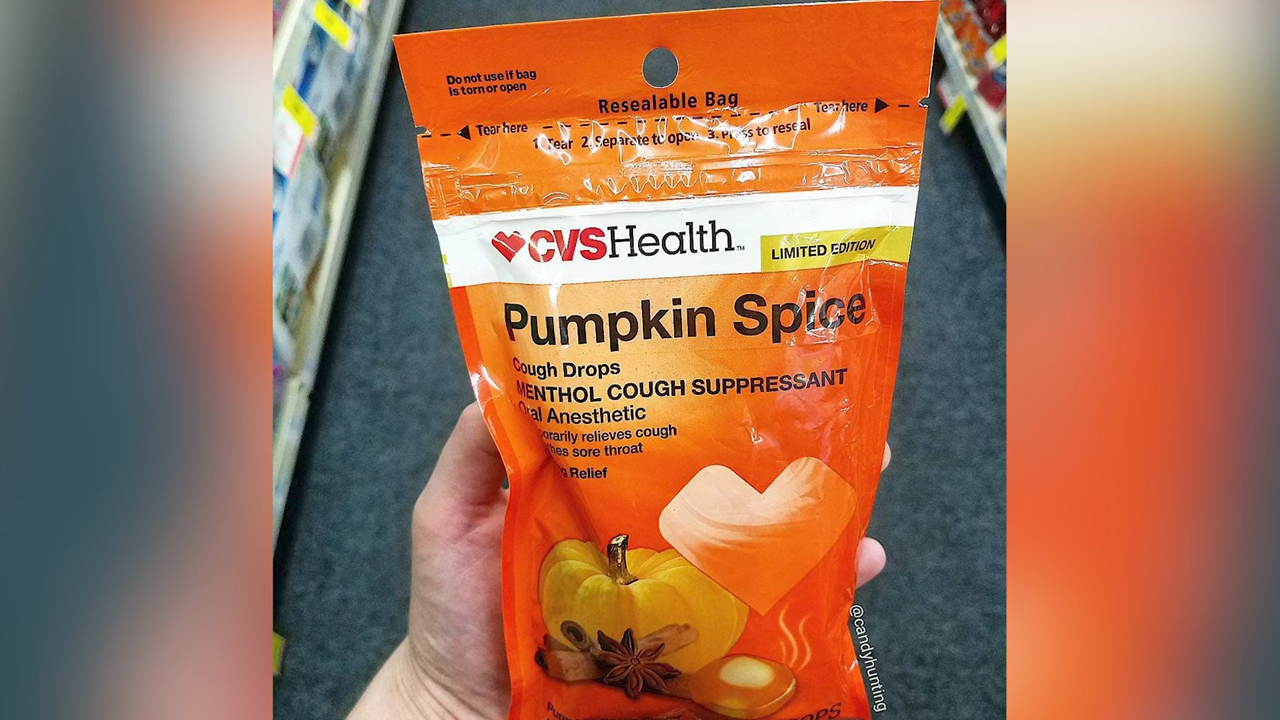 Do not use if bag
is torn or open
Resealable Bag
Tear here
Tear here
1. Tear 2. Separate to open 3. Press to reseal
CVSHealth™
LIMITED EDITION
Pumpkin Spice
Cough Drops
MENTHOL COUGH SUPPRESSANT
Oral Anesthetic
relieves cough
sore throat
Relief
@candyhunting